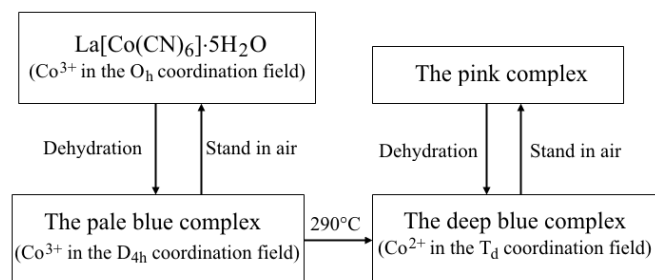 La[Co(CN)₆]·5H₂O
(Co³⁺ in the Oₕ coordination field)
The pink complex
Dehydration
Stand in air
Dehydration
Stand in air
The pale blue complex
(Co³⁺ in the D₄ₕ coordination field)
290°C
The deep blue complex
(Co²⁺ in the T_d coordination field)